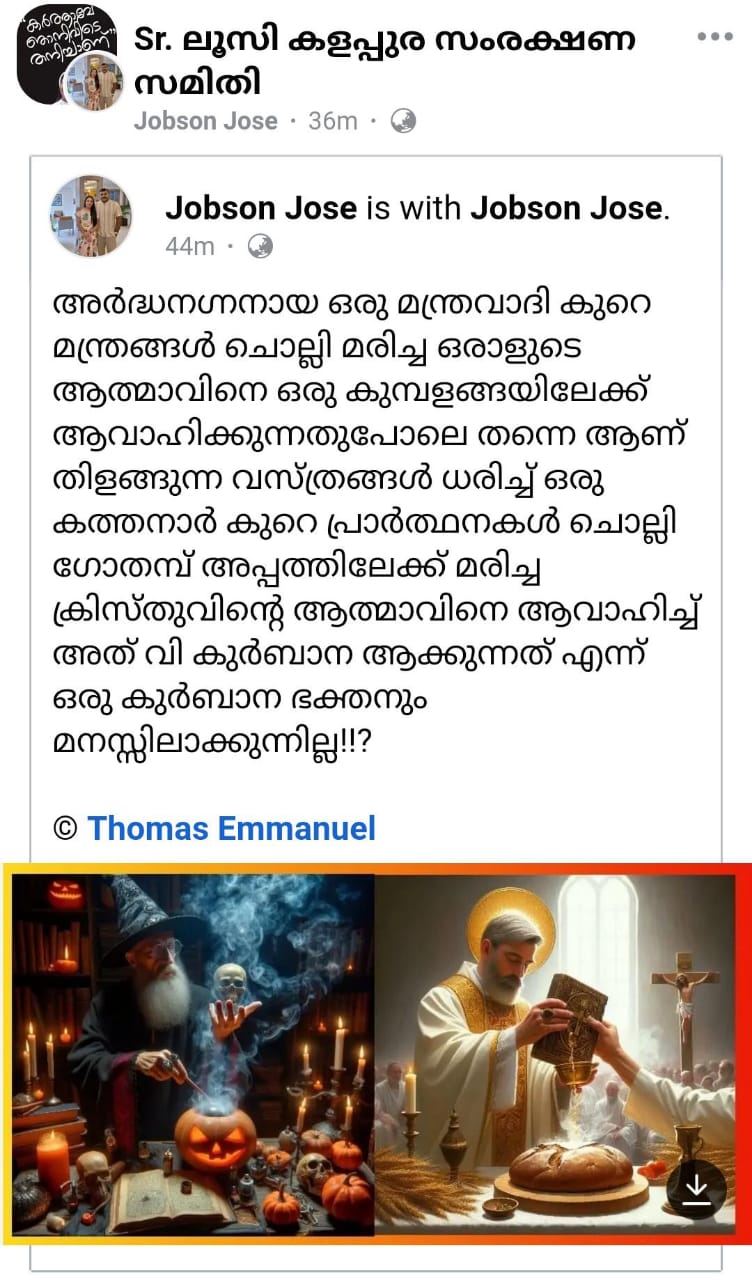 "കർത്താവേ
ഞാനിവിടെ
തനിച്ചാണ്"
Sr. ലൂസി കളപ്പുര സംരക്ഷണ
സമിതി
Jobson Jose · 36m ·
Jobson Jose is with Jobson Jose.
44m ·
അർദ്ധനഗ്നനായ ഒരു മന്ത്രവാദി കുറെ
മന്ത്രങ്ങൾ ചൊല്ലി മരിച്ച ഒരാളുടെ
ആത്മാവിനെ ഒരു കുമ്പളങ്ങയിലേക്ക്
ആവാഹിക്കുന്നതുപോലെ തന്നെ ആണ്
തിളങ്ങുന്ന വസ്ത്രങ്ങൾ ധരിച്ച് ഒരു
കത്തനാർ കുറെ പ്രാർത്ഥനകൾ ചൊല്ലി
ഗോതമ്പ് അപ്പത്തിലേക്ക് മരിച്ച
ക്രിസ്തുവിന്റെ ആത്മാവിനെ ആവാഹിച്ച്
അത് വി കുർബാന ആക്കുന്നത് എന്ന്
ഒരു കുർബാന ഭക്തനും
മനസ്സിലാക്കുന്നില്ല!!?
© Thomas Emmanuel